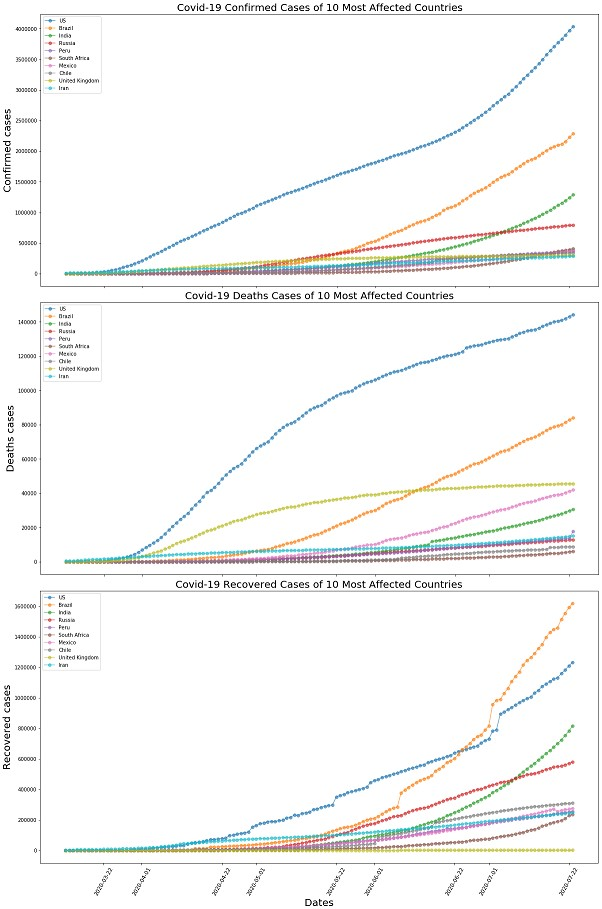 Covid-19 Confirmed Cases of 10 Most Affected Countries
US
Brazil
India
Russia
Peru
South Africa
Mexico
Chile
United Kingdom
Iran
Confirmed cases
4000000
3500000
3000000
2500000
2000000
1500000
1000000
500000
0
Covid-19 Deaths Cases of 10 Most Affected Countries
US
Brazil
India
Russia
Peru
South Africa
Mexico
Chile
United Kingdom
Iran
Deaths cases
140000
120000
100000
80000
60000
40000
20000
0
Covid-19 Recovered Cases of 10 Most Affected Countries
US
Brazil
India
Russia
Peru
South Africa
Mexico
Chile
United Kingdom
Iran
Recovered cases
1600000
1400000
1200000
1000000
800000
600000
400000
200000
0
2020-03-22
2020-04-01
2020-04-22
2020-05-01
2020-05-22
2020-06-01
2020-06-22
2020-07-01
2020-07-22
Dates